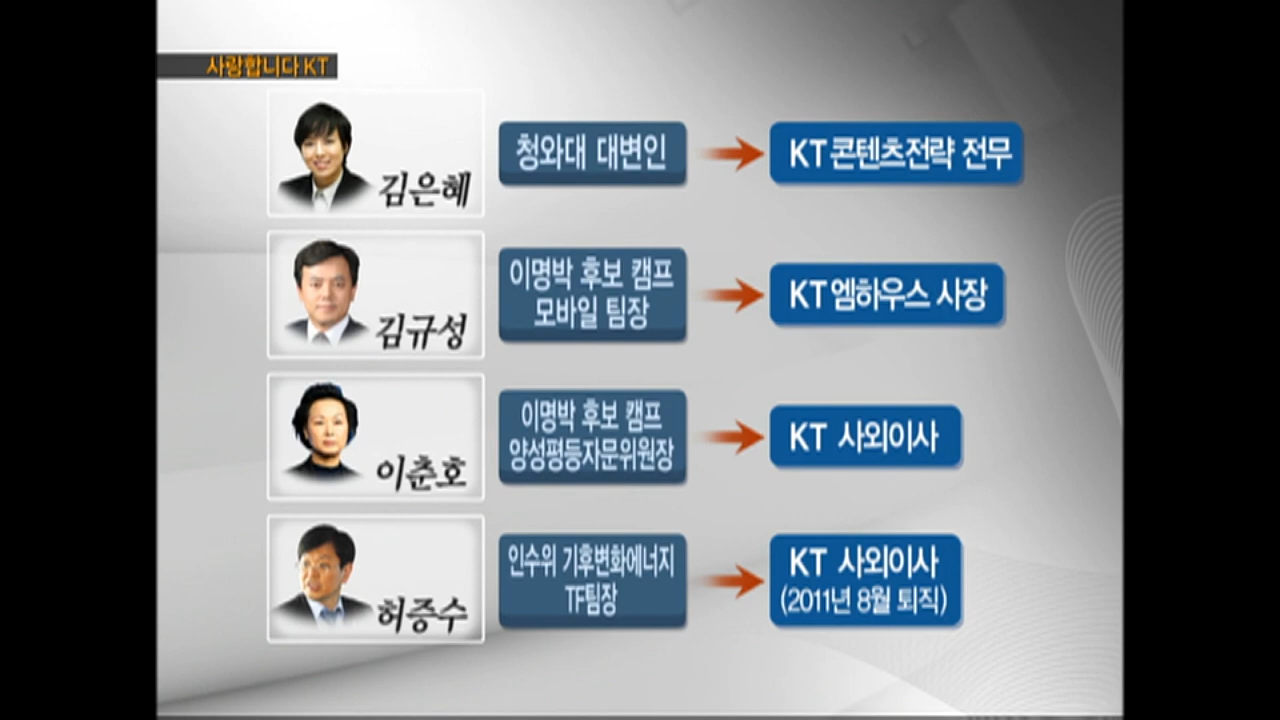 사랑합니다 KT
김은혜
청와대 대변인
KT콘텐츠전략 전무
김규성
이명박 후보 캠프
모바일 팀장
KT엠하우스 사장
이춘호
이명박 후보 캠프
양성평등자문위원장
KT 사외이사
허증수
인수위 기후변화에너지
TF팀장
KT 사외이사
(2011년 8월 퇴직)